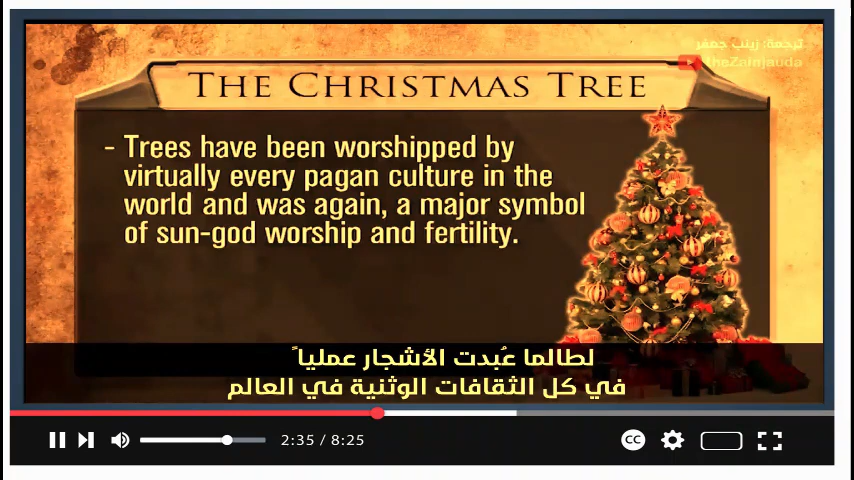 ترجمة: زينب جعفر
theZainjauda
THE CHRISTMAS TREE
- Trees have been worshipped by
virtually every pagan culture in the
world and was again, a major symbol
of sun-god worship and fertility.
لطالما عُبدت الأشجار عملياً
في كل الثقافات الوثنية في العالم
2:35 / 8:25
CC